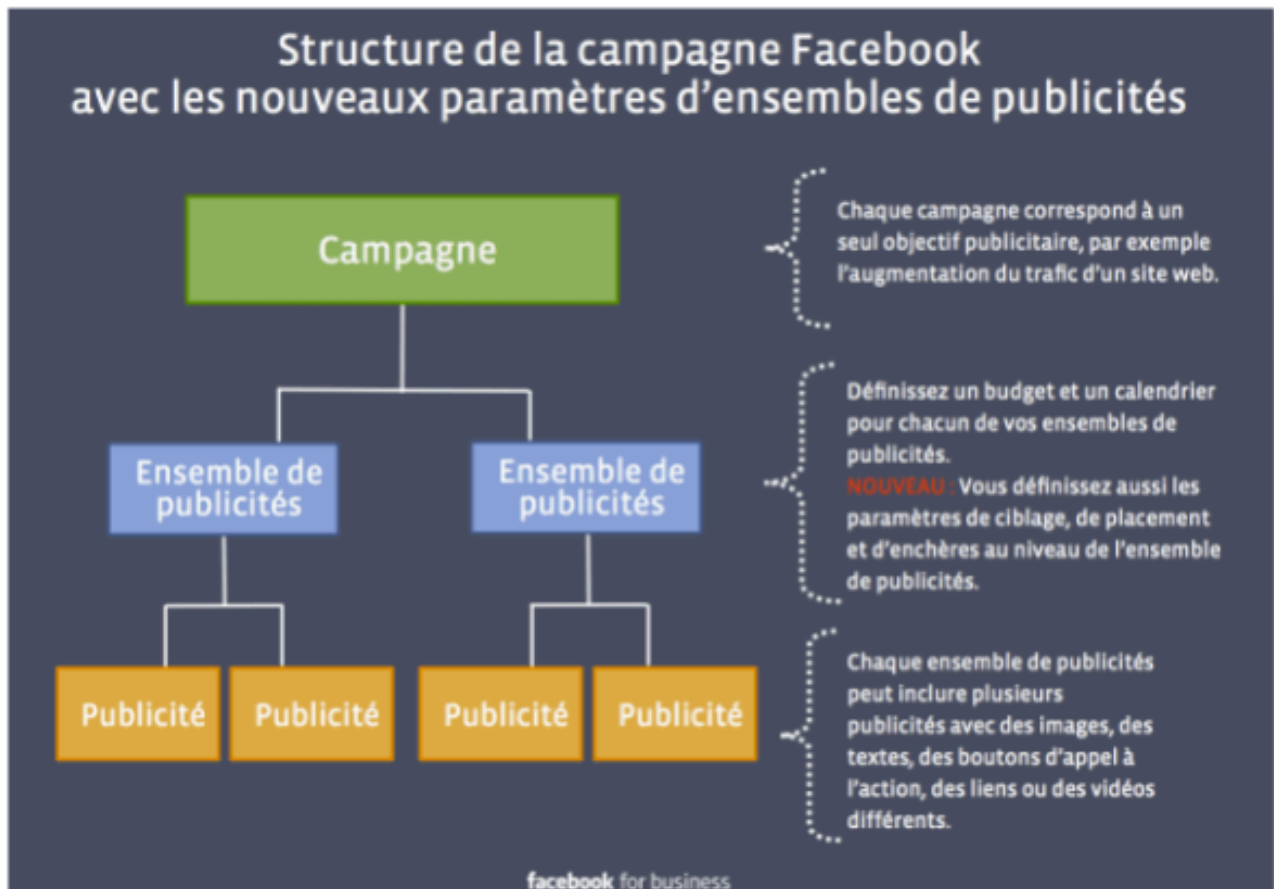 Structure de la campagne Facebook
avec les nouveaux paramètres d'ensembles de publicités
Campagne
Chaque campagne correspond à un
seul objectif publicitaire, par exemple
l'augmentation du trafic d'un site web.
Ensemble de
publicités
Ensemble de
publicités
Définissez un budget et un calendrier
pour chacun de vos ensembles de
publicités.
NOUVEAU : Vous définissez aussi les
paramètres de ciblage, de placement
et d'enchères au niveau de l'ensemble
de publicités.
Publicité
Publicité
Publicité
Publicité
Chaque ensemble de publicités
peut inclure plusieurs
publicités avec des images, des
textes, des boutons d'appel à
l'action, des liens ou des vidéos
différents.
facebook for business